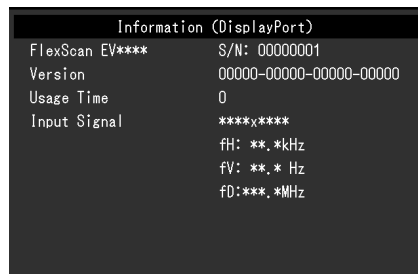 Information (DisplayPort)
FlexScan EV**** S/N: 00000001
Version 00000-00000-00000-00000
Usage Time 0
Input Signal ****x****
fH: **.*kHz
fV: **.* Hz
fD:***.*MHz